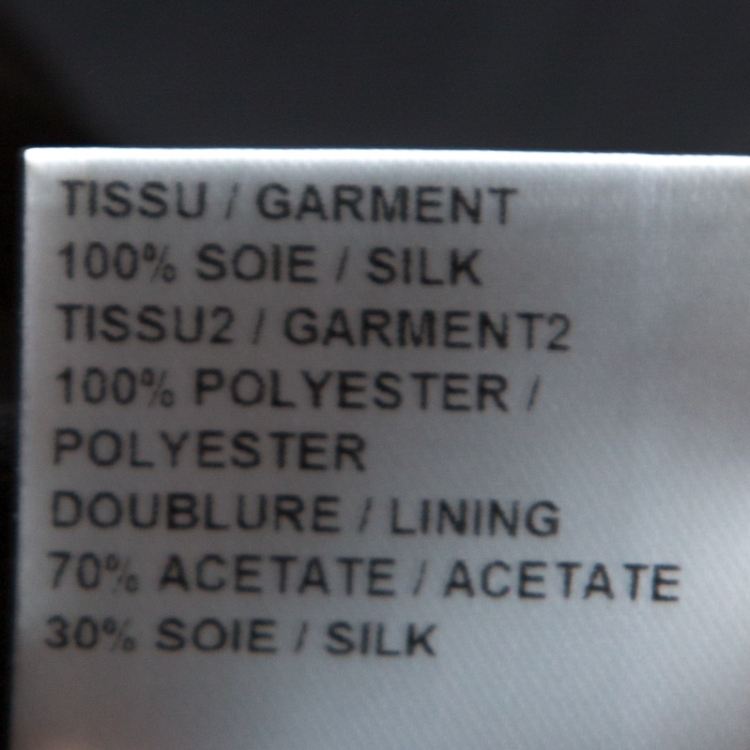 TISSU / GARMENT
100% SOIE / SILK
TISSU2 / GARMENT2
100% POLYESTER /
POLYESTER
DOUBLURE / LINING
70% ACETATE / ACETATE
30% SOIE / SILK